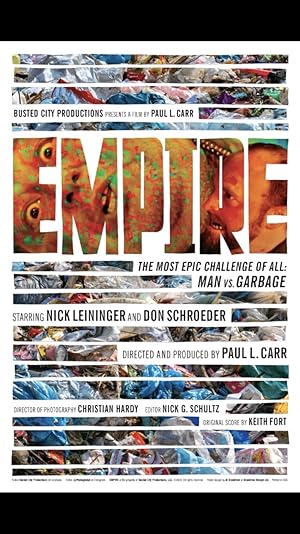 BUSTED CITY PRODUCTIONS PRESENTS A FILM BY PAUL L. CARR
EMPIRE
THE MOST EPIC CHALLENGE OF ALL:
MAN VS. GARBAGE
STARRING NICK LEININGER AND DON SCHROEDER
DIRECTED AND PRODUCED BY PAUL L. CARR
DIRECTOR OF PHOTOGRAPHY CHRISTIAN HARDY EDITOR NICK G. SCHULTZ
ORIGINAL SCORE BY KEITH FORT